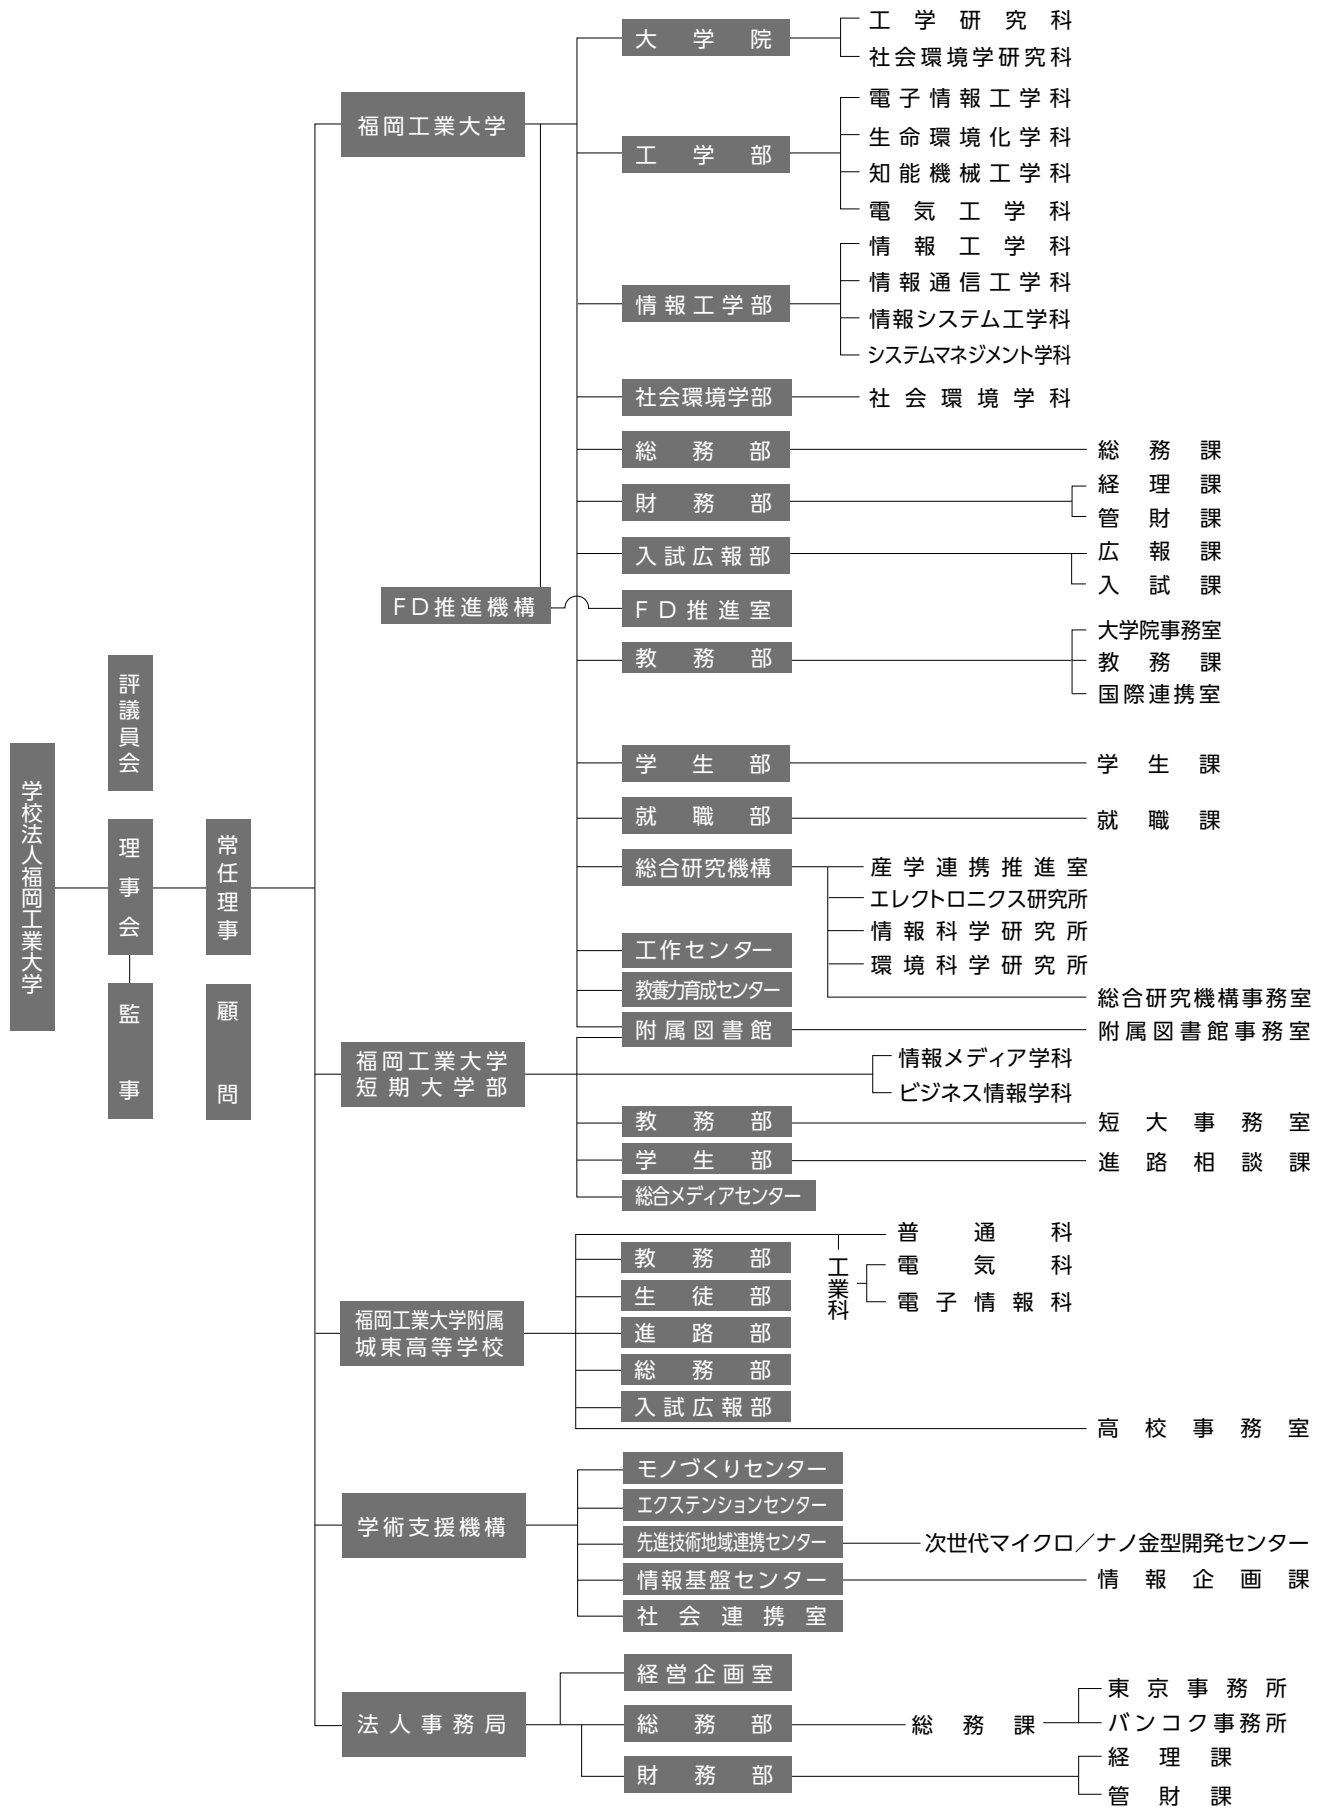 学校法人福岡工業大学
評議員会
理事会
監事
常任理事
顧問
福岡工業大学
大学院
工学研究科
社会環境学研究科
工学部
電子情報工学科
生命環境化学科
知能機械工学科
電気工学科
情報工学部
情報工学科
情報通信工学科
情報システム工学科
システムマネジメント学科
社会環境学部
社会環境学科
総務部
総務課
財務部
経理課
管財課
入試広報部
広報課
入試課
FD推進機構
FD推進室
教務部
大学院事務室
教務課
国際連携室
学生部
学生課
就職部
就職課
総合研究機構
産学連携推進室
エレクトロニクス研究所
情報科学研究所
環境科学研究所
総合研究機構事務室
工作センター
教養力育成センター
附属図書館
附属図書館事務室
福岡工業大学
短期大学部
情報メディア学科
ビジネス情報学科
教務部
短大事務室
学生部
進路相談課
総合メディアセンター
福岡工業大学附属
城東高等学校
普通科
工業科
電気科
電子情報科
教務部
生徒部
進路部
総務部
入試広報部
高校事務室
学術支援機構
モノづくりセンター
エクステンションセンター
先進技術地域連携センター
次世代マイクロ／ナノ金型開発センター
情報基盤センター
情報企画課
社会連携室
法人事務局
経営企画室
総務部
総務課
東京事務所
バンコク事務所
財務部
経理課
管財課